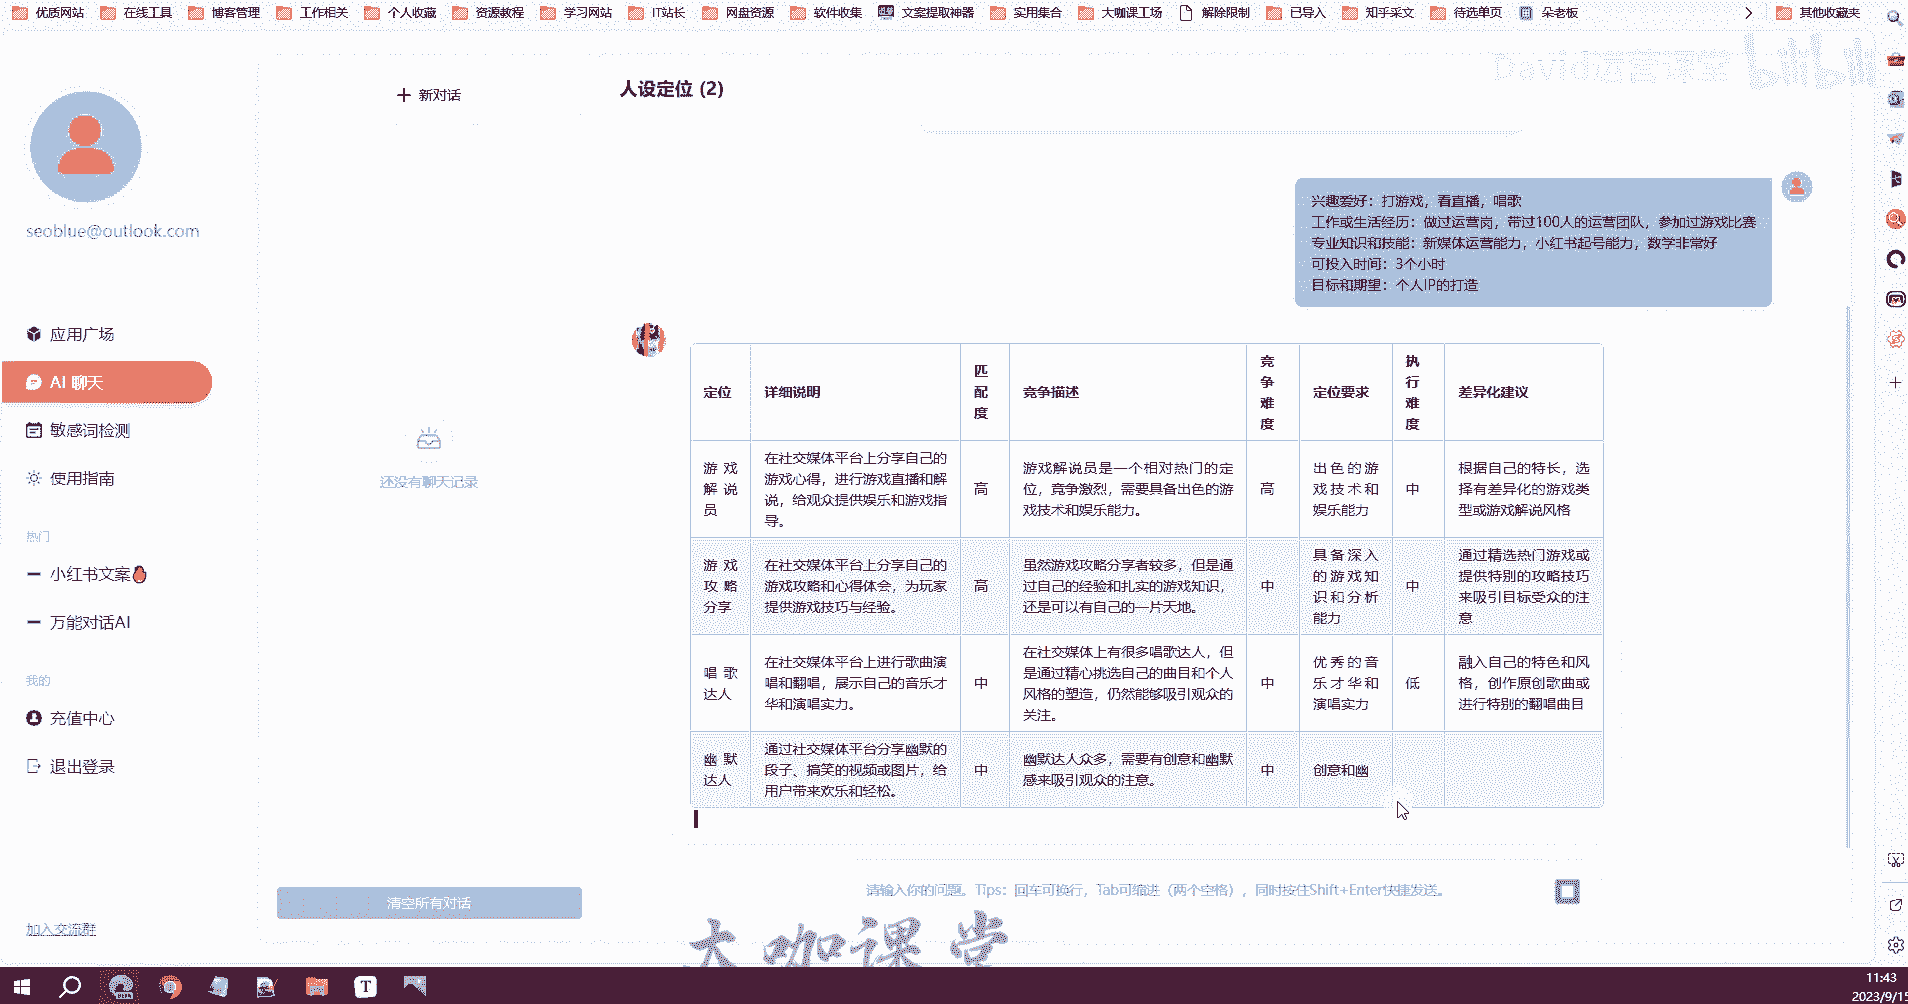 优质网站 在线工具 博客管理 工作相关 个人收藏 资源教程 学习网站 IT站长 网盘资源 软件收集 文案提取神器 实用集合 大咖课工场 解除限制 已导入 知乎采文 待选单页 朵老板 其他收藏夹
David运营课堂 bilibili
seoblue@outlook.com
应用广场
AI 聊天
敏感词检测
使用指南
热门
小红书文案
万能对话AI
我的
充值中心
退出登录
加入交流群
新对话
还没有聊天记录
清空所有对话
人设定位 (2)
兴趣爱好：打游戏，看直播，唱歌
工作或生活经历：做过运营岗，带过100人的运营团队，参加过游戏比赛
专业知识和技能：新媒体运营能力，小红书起号能力，数学非常好
可投入时间：3个小时
目标和期望：个人IP的打造
定位 详细说明 匹配度 竞争描述 竞争难度 定位要求 执行难度 差异化建议
游戏解说员
在社交媒体平台上分享自己的
游戏心得，进行游戏直播和解
说，给观众提供娱乐和游戏指
导。
高
游戏解说员是一个相对热门的定
位，竞争激烈，需要具备出色的游
戏技术和娱乐能力。
高
出色的游
戏技术和
娱乐能力
中
根据自己的特长，选
择有差异化的游戏类
型或游戏解说风格
游戏
攻略
分享
在社交媒体平台上分享自己的
游戏攻略和心得体会，为玩家
提供游戏技巧与经验。
高
虽然游戏攻略分享者较多，但是通
过自己的经验和扎实的游戏知识，
还是可以有自己的一片天地。
中
具备深入
的游戏知
识和分析
能力
中
通过精选热门游戏或
提供特别的攻略技巧
来吸引目标受众的注
意
唱歌
达人
在社交媒体平台上进行歌曲演
唱和翻唱，展示自己的音乐才
华和演唱实力。
中
在社交媒体上有很多唱歌达人，但
是通过精心挑选自己的曲目和个人
风格的塑造，仍然能够吸引观众的
关注。
中
优秀的音
乐才华和
演唱实力
低
融入自己的特色和风
格，创作原创歌曲或
进行特别的翻唱曲目
幽默
达人
通过社交媒体平台分享幽默的
段子、搞笑的视频或图片，给
用户带来欢乐和轻松。
中
幽默达人众多，需要有创意和幽默
感来吸引观众的注意。
中
创意和幽
请输入你的问题。Tips：回车可换行，Tab可缩进（两个空格），同时按住Shift+Enter快捷发送。
大咖课堂
11:43
2023/9/15